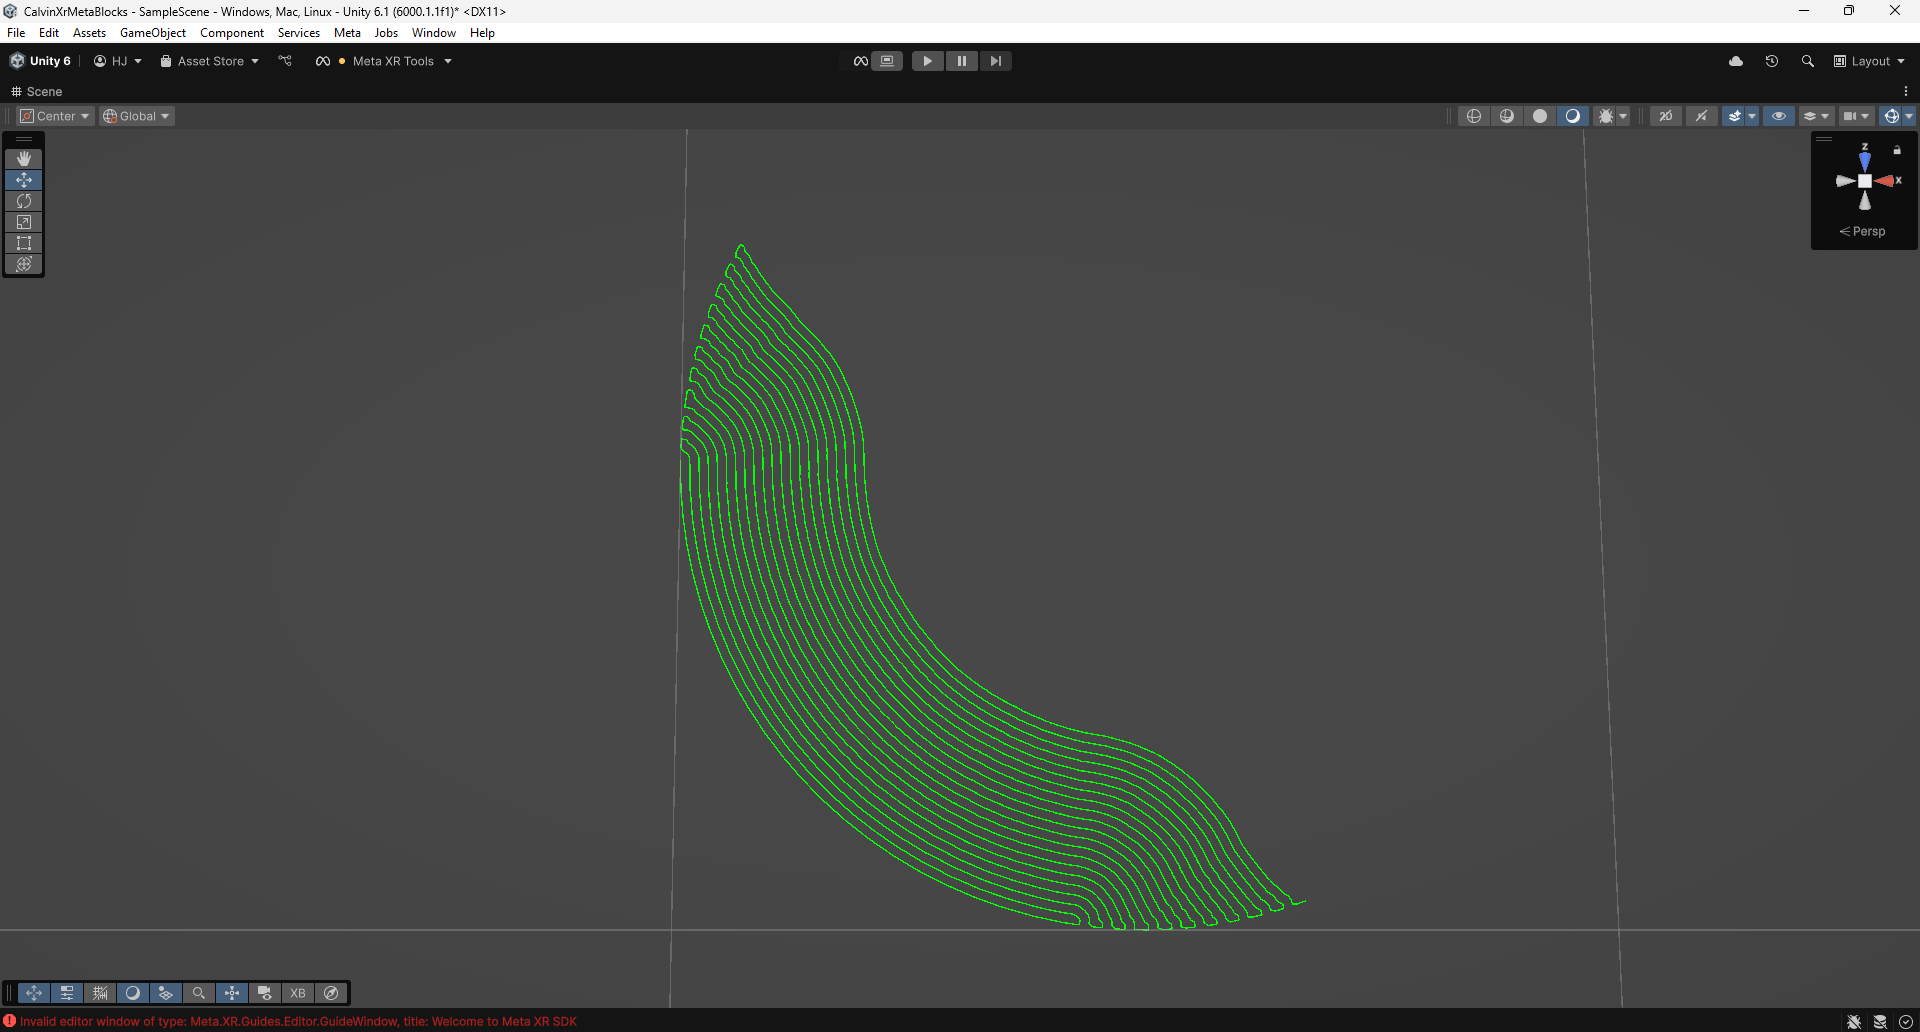 CalvinXrMetaBlocks - SampleScene - Windows, Mac, Linux - Unity 6.1 (6000.1.1f1)* <DX11>
File Edit Assets GameObject Component Services Meta Jobs Window Help
Unity 6 HJ Asset Store Meta XR Tools Layout
Scene
Center Global 2D
Z
X
Persp
XB
Invalid editor window of type: Meta.XR.Guides.Editor.GuideWindow, title: Welcome to Meta XR SDK